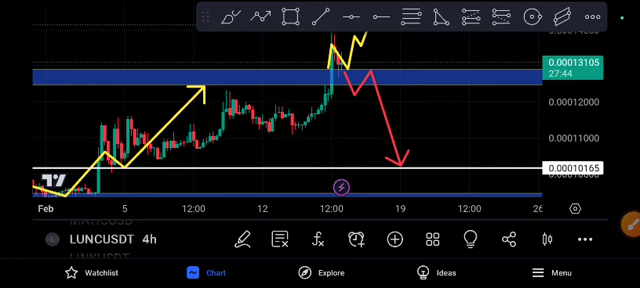 0.00013105
27:44
0.00012000
0.00011000
0.00010165
Feb
5
12:00
12
12:00
19
12:00
26
LUNCUSDT 4h
Watchlist
Chart
Explore
Ideas
Menu